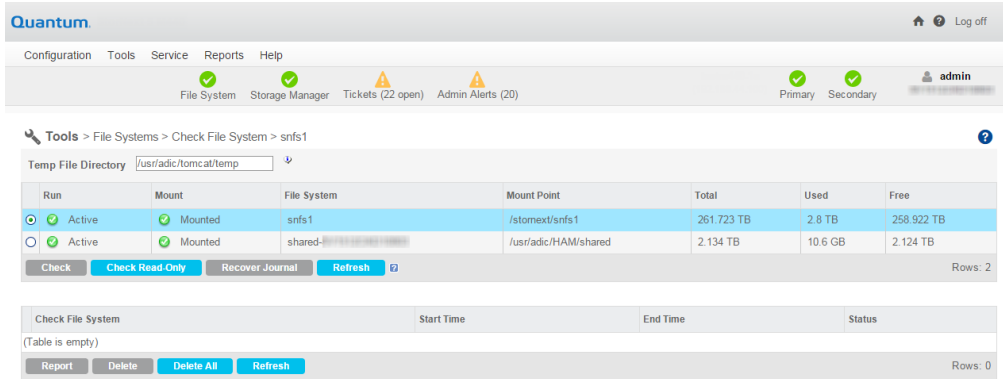 Quantum.
Log off
Configuration Tools Service Reports Help
File System Storage Manager Tickets (22 open) Admin Alerts (20) Primary Secondary admin
Tools > File Systems > Check File System > snfs1
Temp File Directory /usr/adic/tomcat/temp
Run Mount File System Mount Point Total Used Free
Active Mounted snfs1 /stornext/snfs1 261.723 TB 2.8 TB 258.922 TB
Active Mounted shared- /usr/adic/HAM/shared 2.134 TB 10.6 GB 2.124 TB
Check Check Read-Only Recover Journal Refresh Rows: 2
Check File System Start Time End Time Status
(Table is empty)
Report Delete Delete All Refresh Rows: 0